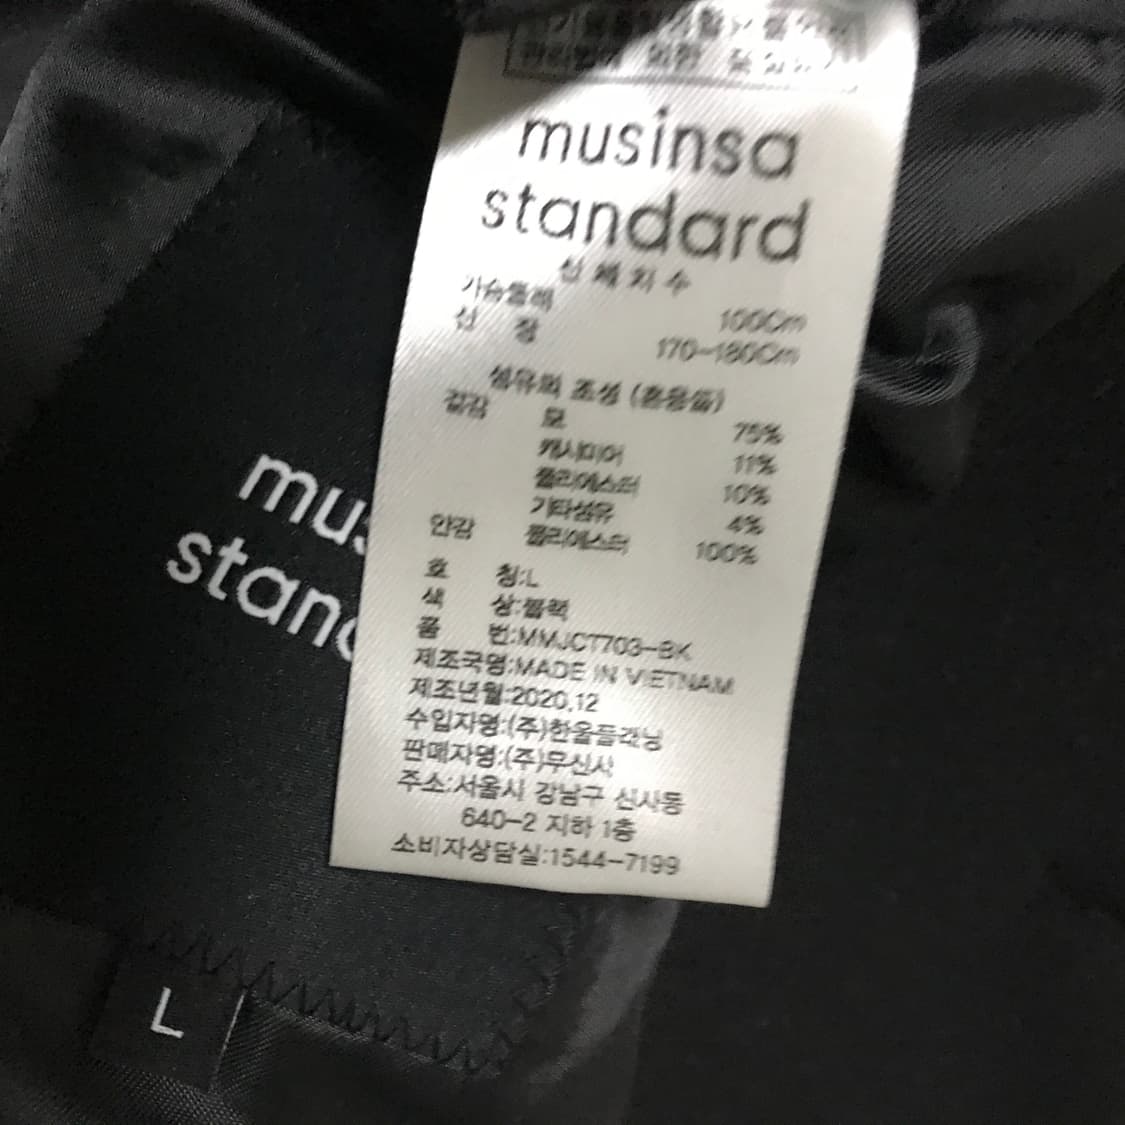 musinsa
standard
신체치수
가슴둘레 100Cm
신 장 170-180Cm
섬유의 조성 (혼용률)
겉감 모 75%
캐시미어 11%
폴리에스터 10%
기타섬유 4%
안감 폴리에스터 100%
호 칭:L
색 상:블랙
품 번:MMJCT703-BK
제조국명:MADE IN VIETNAM
제조년월:2020.12
수입자명:(주)한울플래닝
판매자명:(주)무신사
주소:서울시 강남구 신사동
640-2 지하 1층
소비자상담실:1544-7199
mus
stand
L